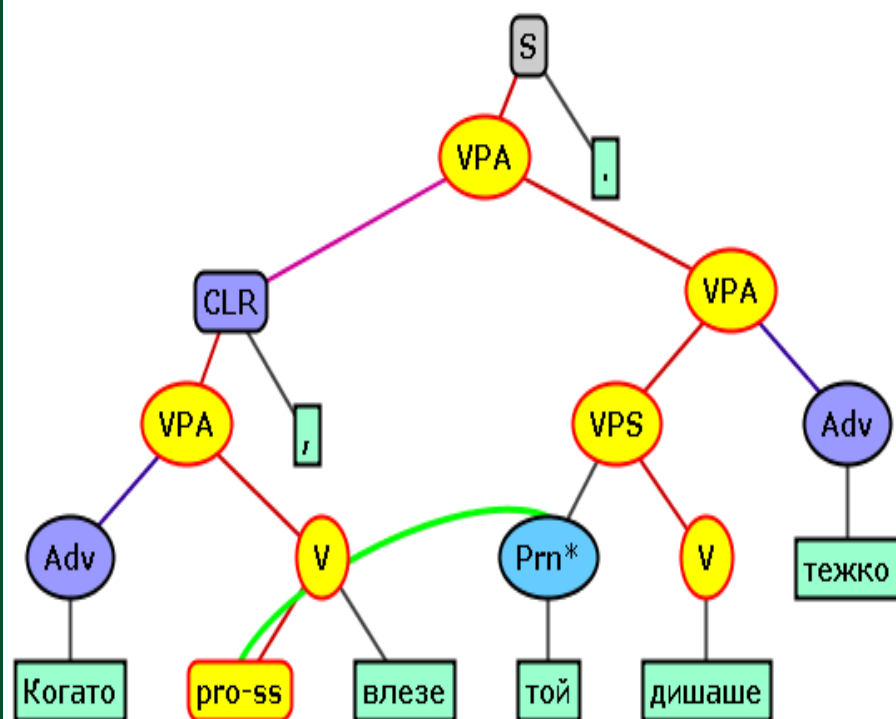 S
VPA
.
CLR
VPA
VPA
,
VPS
Adv
Adv
V
Prn*
V
тежко
Когато
pro-ss
влезе
той
дишаше